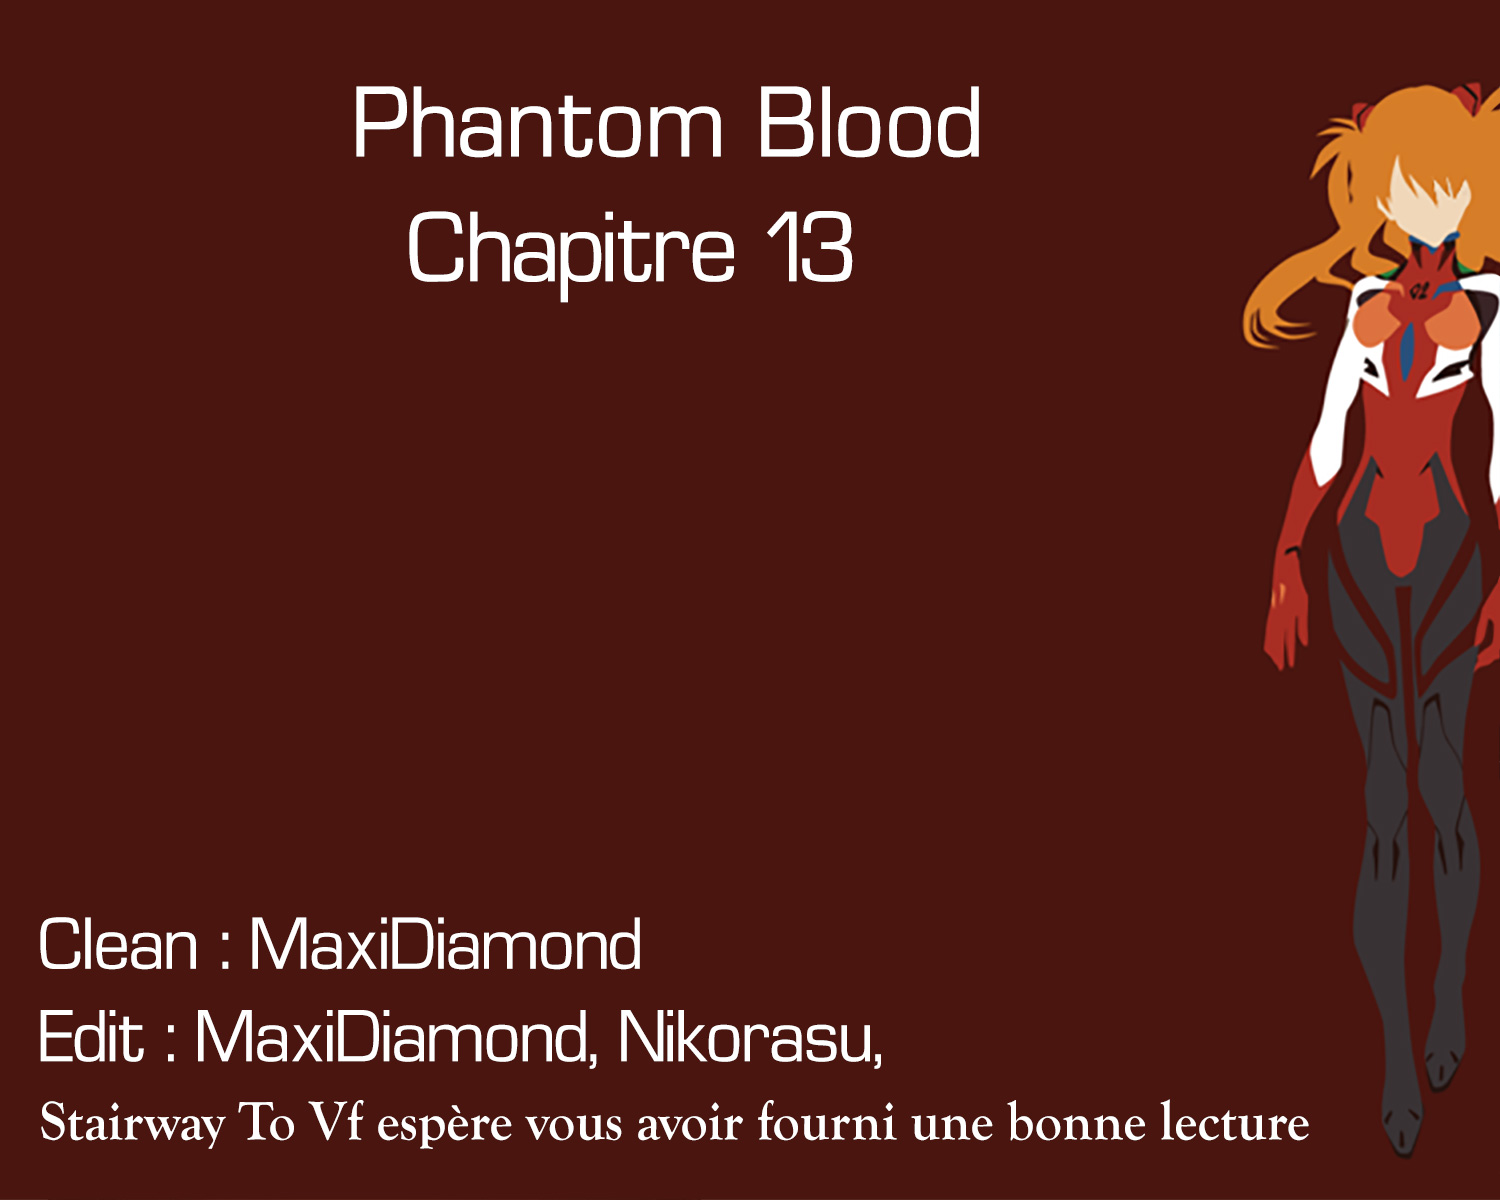 Phantom Blood
Chapitre 13
02
Clean : MaxiDiamond
Edit : MaxiDiamond, Nikorasu,
Stairway To Vf espère vous avoir fourni une bonne lecture